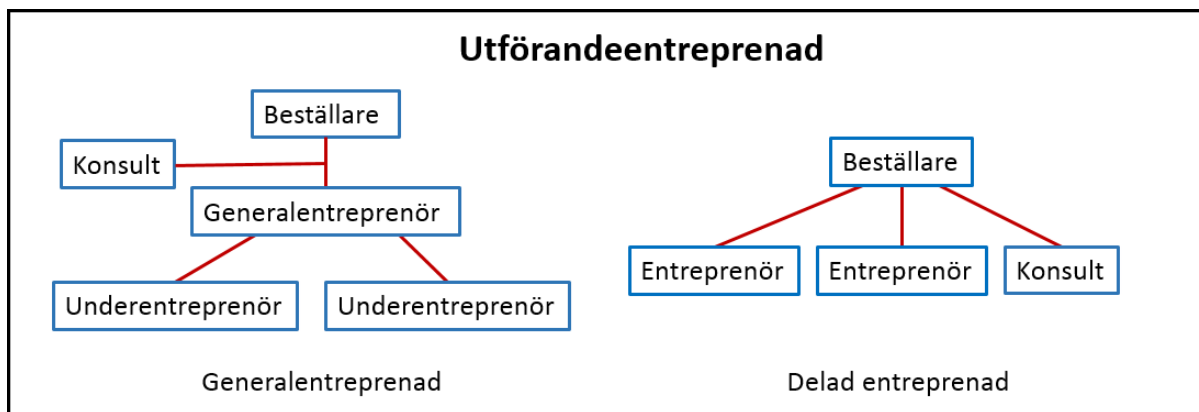 Utförandeentreprenad
Beställare
Konsult
Generalentreprenör
Underentreprenör
Underentreprenör
Generalentreprenad
Beställare
Entreprenör
Entreprenör
Konsult
Delad entreprenad